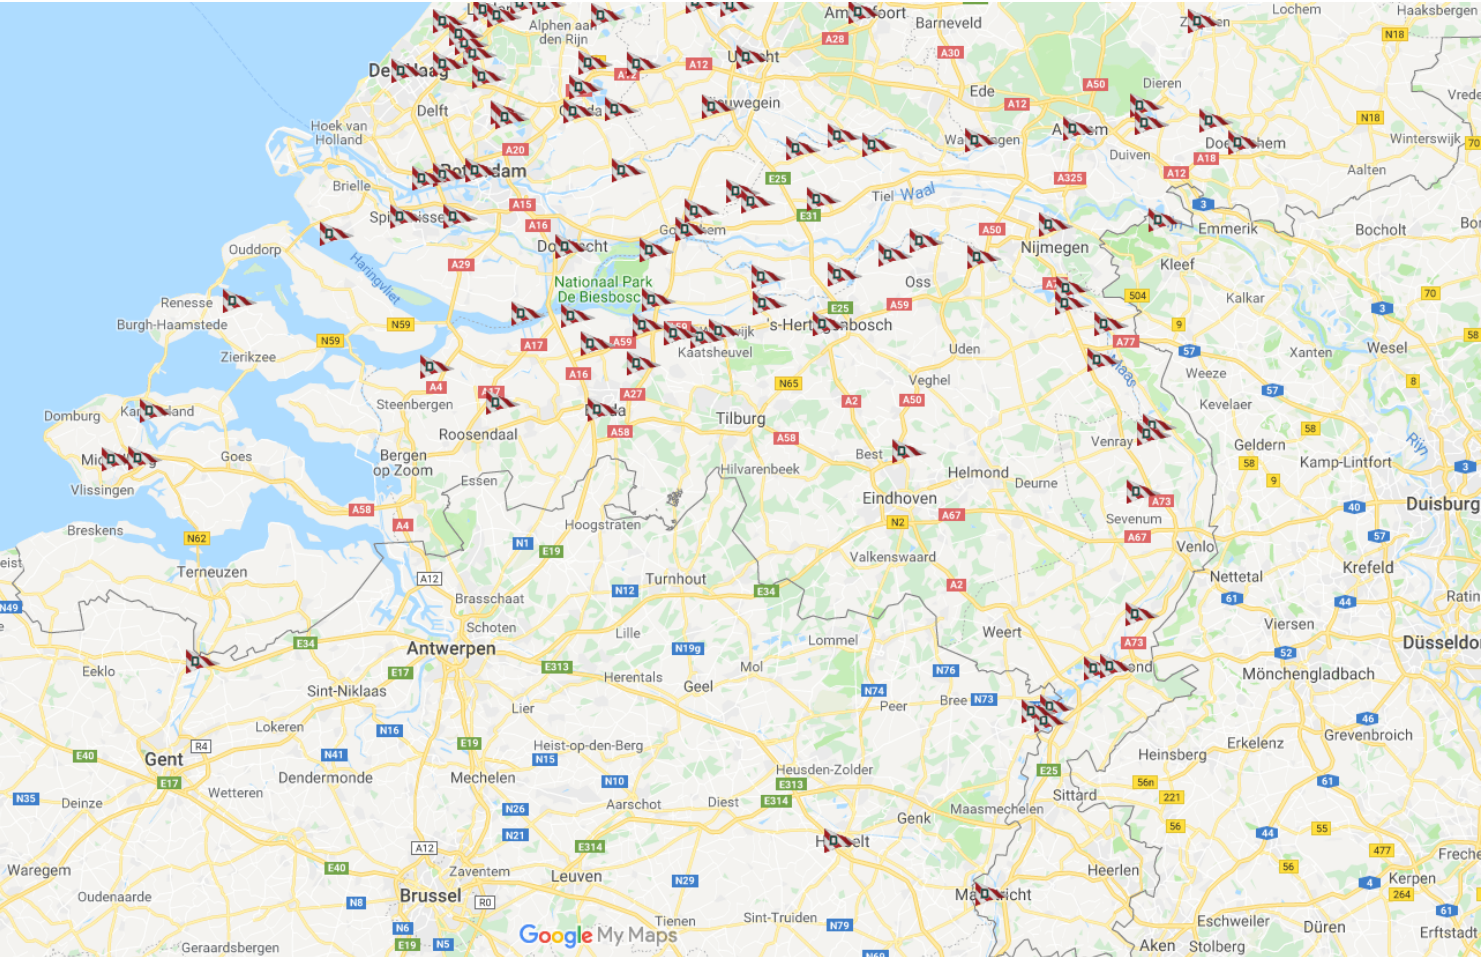 Alphen aan
den Rijn
Barneveld
Lochem
Haaksbergen
A28
A30
N18
A12
Ede
A50
Dieren
Delft
A12
N18
Hoek van
Holland
Winterswijk
70
A20
Duiven
A18
A12
Aalten
Brielle
E25
A325
Tiel
Waal
3
A15
A16
E31
A50
Emmerik
Bocholt
Ouddorp
Nijmegen
A29
Haringvliet
Kleef
Nationaal Park
De Biesbosch
Oss
504
Kalkar
70
Renesse
E25
A59
3
Burgh-Haamstede
N59
9
58
N59
A17
A59
Kaatsheuvel
Uden
A77
57
Xanten
Wesel
Zierikzee
A16
N65
Veghel
Maas
Weeze
8
A4
A27
57
Domburg
Steenbergen
A2
A50
Kevelaer
Tilburg
A58
A58
58
Roosendaal
Venray
Geldern
Rijn
Goes
Bergen
op Zoom
Best
58
Kamp-Lintfort
3
Vlissingen
Essen
Hilvarenbeek
Helmond
Deurne
9
Eindhoven
A73
40
Duisburg
A58
Breskens
A4
Hoogstraten
N2
A67
Sevenum
N62
N1
E19
A67
57
Valkenswaard
Venlo
Terneuzen
A12
Turnhout
Krefeld
Nettetal
N49
Brasschaat
N12
E34
A2
61
44
Schoten
Lille
Lommel
Weert
Viersen
E34
Antwerpen
N19g
A73
52
Eeklo
E17
E313
Mol
N76
Mönchengladbach
Herentals
Geel
Sint-Niklaas
N74
Bree
N73
Lier
Peer
Lokeren
N16
46
Gent
R4
E19
Heist-op-den-Berg
Erkelenz
Grevenbroich
E40
N41
N15
Heinsberg
E17
Dendermonde
Mechelen
N10
Heusden-Zolder
E25
56n
61
E313
Wetteren
E314
Sittard
221
N35
Deinze
N26
Aarschot
Diest
Maasmechelen
Genk
56
55
N21
44
A12
E314
477
Waregem
E40
Zaventem
Leuven
Heerlen
56
Kerpen
N29
4
264
Oudenaarde
Brussel
R0
N8
61
N6
Google My Maps
Tienen
Sint-Truiden
N79
Eschweiler
Düren
E19
N5
Geraardsbergen
Aken
Stolberg
Erftstadt